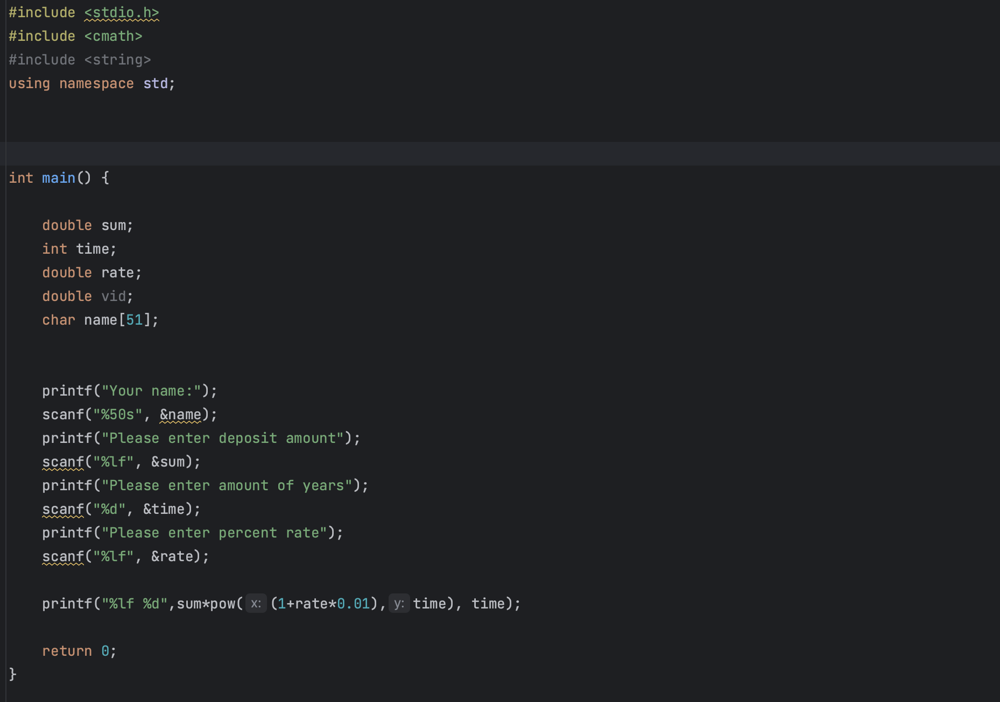 #include <stdio.h>
#include <cmath>
#include <string>
using namespace std;
int main() {
double sum;
int time;
double rate;
double vid;
char name[51];
printf("Your name:");
scanf("%50s", &name);
printf("Please enter deposit amount");
scanf("%lf", &sum);
printf("Please enter amount of years");
scanf("%d", &time);
printf("Please enter percent rate");
scanf("%lf", &rate);
printf("%lf %d",sum*pow( x: (1+rate*0.01), y: time), time);
return 0;
}